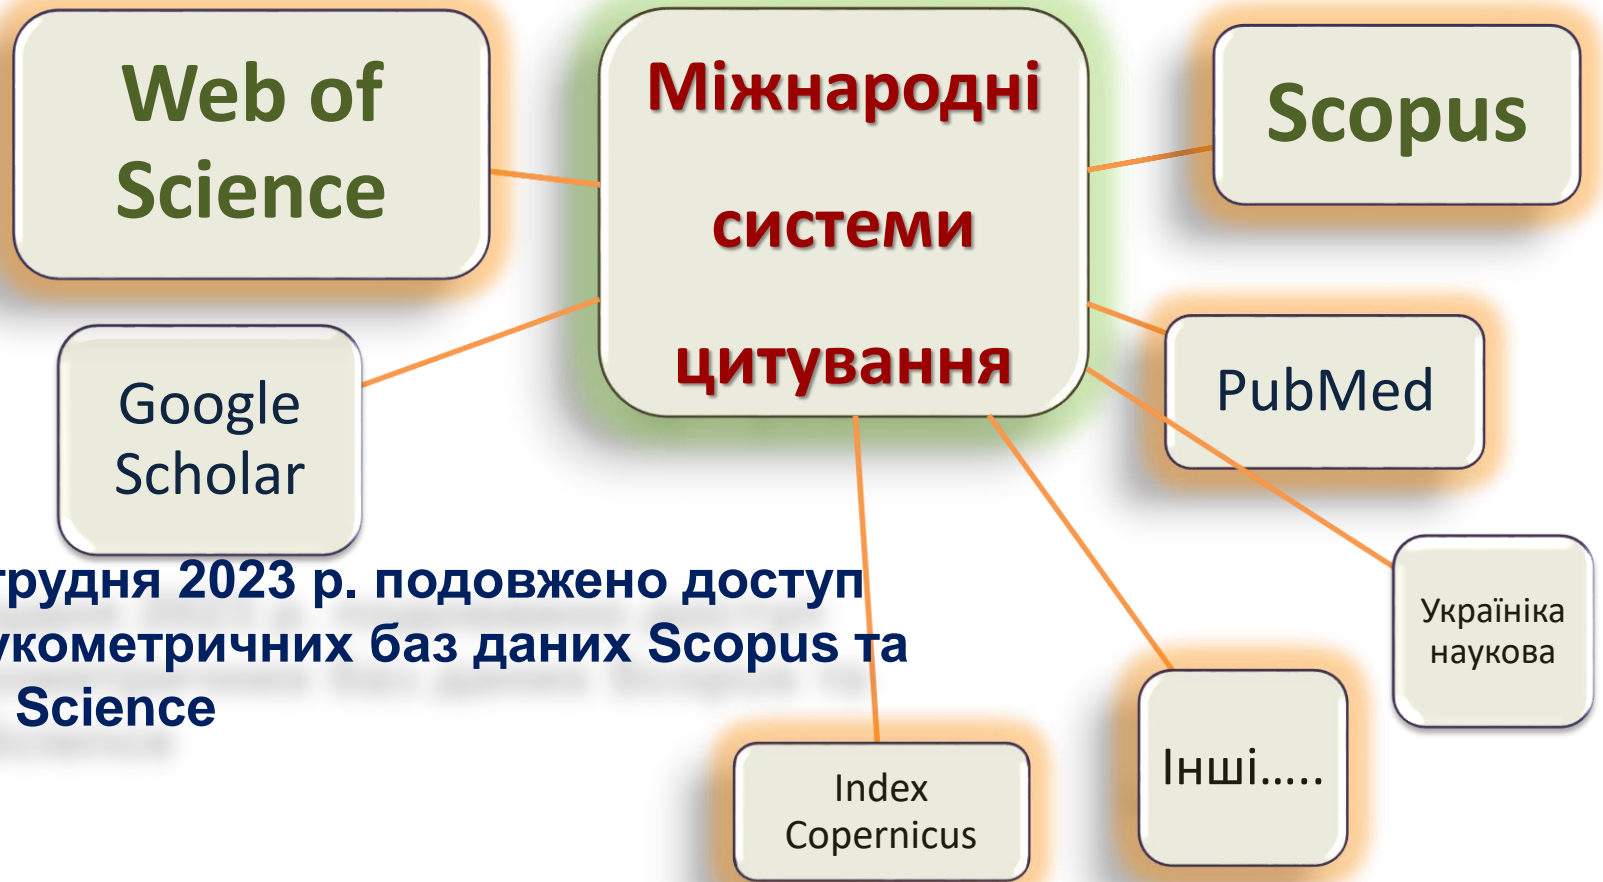 Web of
Science
Міжнародні
системи
цитування
Scopus
Google
Scholar
PubMed
рудня 2023 р. подовжено доступ
укометричних баз даних Scopus та
Science
Україніка
наукова
Інші.....
Index
Copernicus